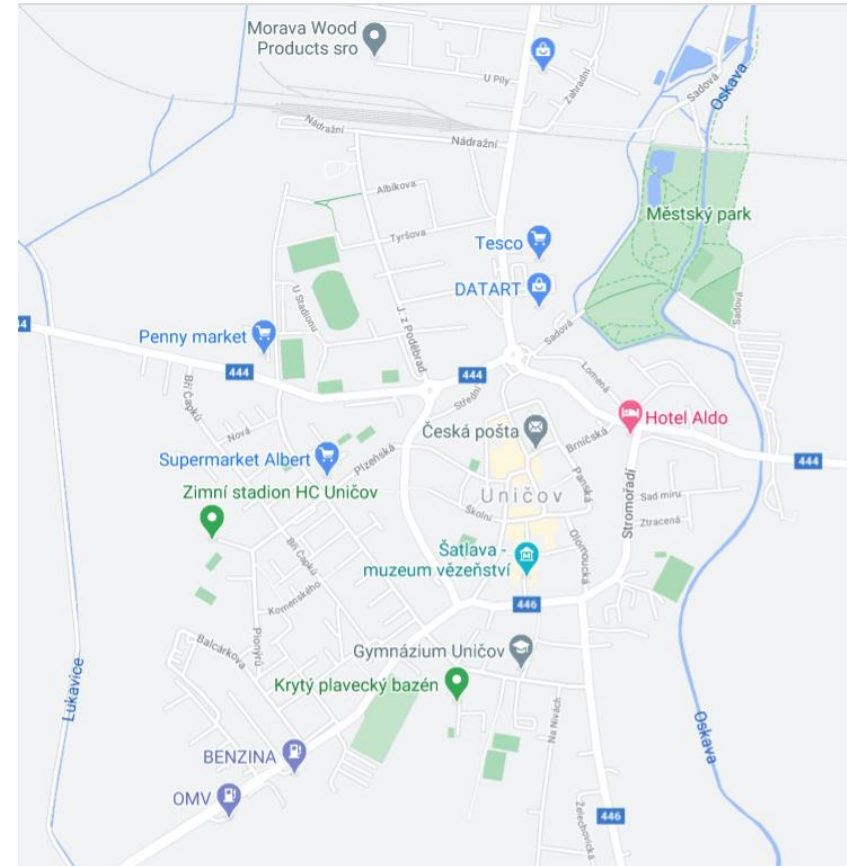 Morava Wood
Products sro
U Pily
Zahradní
Sadová
Oskava
Nádražní
Nádražní
Albíkova
Městský park
Tyršova
Tesco
U Stadionu
DATART
J. z Poděbrad
Sadová
Sadová
44
Penny market
444
444
Lomená
Bří Čapků
Střední
Hotel Aldo
Česká pošta
Brničská
Nová
Plzeňská
Supermarket Albert
444
Zimní stadion HC Uničov
Panská
Uničov
Sad míru
Stromořadí
Školní
Ztracená
Olomoucká
Šatlava -
muzeum vězeňství
Bří Čapků
Komenského
446
Pionýrů
Balcárkova
Gymnázium Uničov
Lukavice
Krytý plavecký bazén
Na Nivách
Oskava
BENZINA
OMV
446
Želechovická